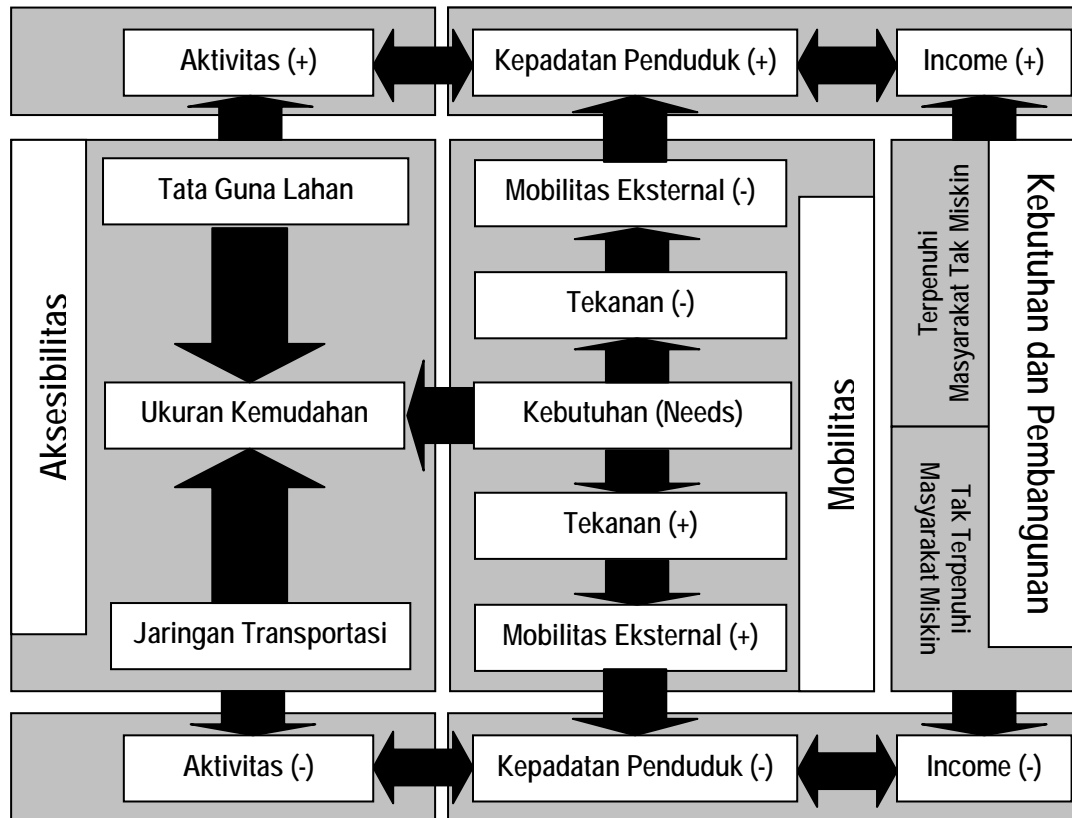 Aktivitas (+)
Kepadatan Penduduk (+)
Income (+)
Aksesibilitas
Tata Guna Lahan
Ukuran Kemudahan
Jaringan Transportasi
Mobilitas Eksternal (-)
Tekanan (-)
Kebutuhan (Needs)
Tekanan (+)
Mobilitas Eksternal (+)
Mobilitas
Masyarakat Tak Miskin
Terpenuhi
Tak Terpenuhi
Masyarakat Miskin
Kebutuhan dan Pembangunan
Aktivitas (-)
Kepadatan Penduduk (-)
Income (-)